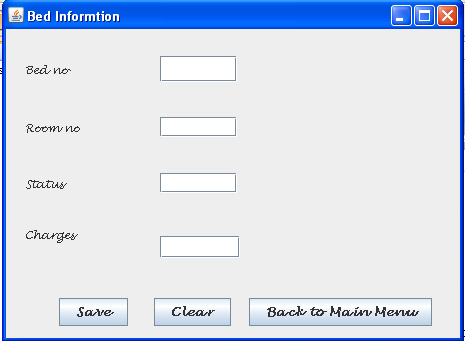 Bed Informtion
Bed no
Room no
Status
Charges
Save Clear Back to Main Menu